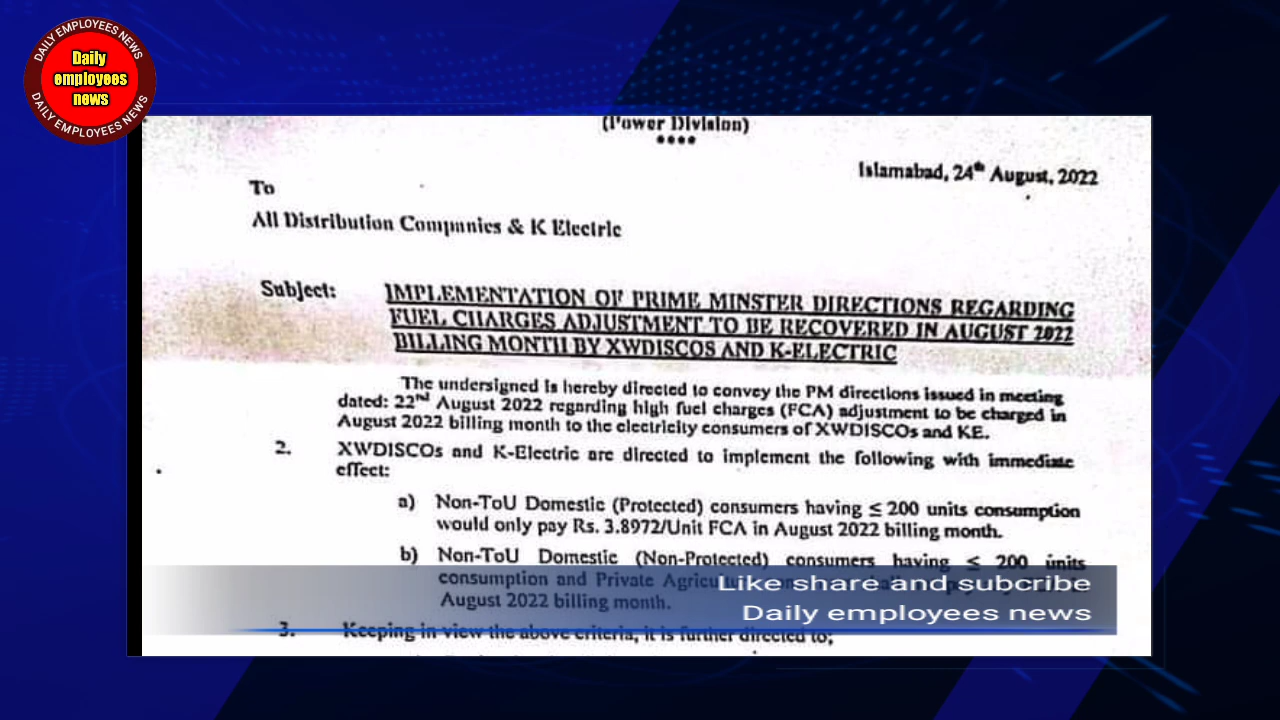 DAILY EMPLOYEES NEWS
Daily
employees
news
DAILY EMPLOYEES NEWS
(Power Division)
Islamabad, 24th August, 2022
To
All Distribution Companies & K Electric
Subject: IMPLEMENTATION OF PRIME MINSTER DIRECTIONS REGARDING
FUEL CHARGES ADJUSTMENT TO BE RECOVERED IN AUGUST 2022
BILLING MONTH BY XWDISCOS AND K-ELECTRIC
The undersigned is hereby directed to convey the PM directions issued in meeting
dated: 22nd August 2022 regarding high fuel charges (FCA) adjustment to be charged in
August 2022 billing month to the electricity consumers of XWDISCOs and KE.
2. XWDISCOs and K-Electric are directed to implement the following with immediate
effect:
a) Non-ToU Domestic (Protected) consumers having ≤ 200 units consumption
would only pay Rs. 3.8972/Unit FCA in August 2022 billing month.
b) Non-ToU Domestic (Non-Protected) consumers having ≤ 200 units
consumption and Private
August 2022 billing month.
Like share and subcribe
Daily employees news
3. Keeping in view the above criteria, it is further directed to;